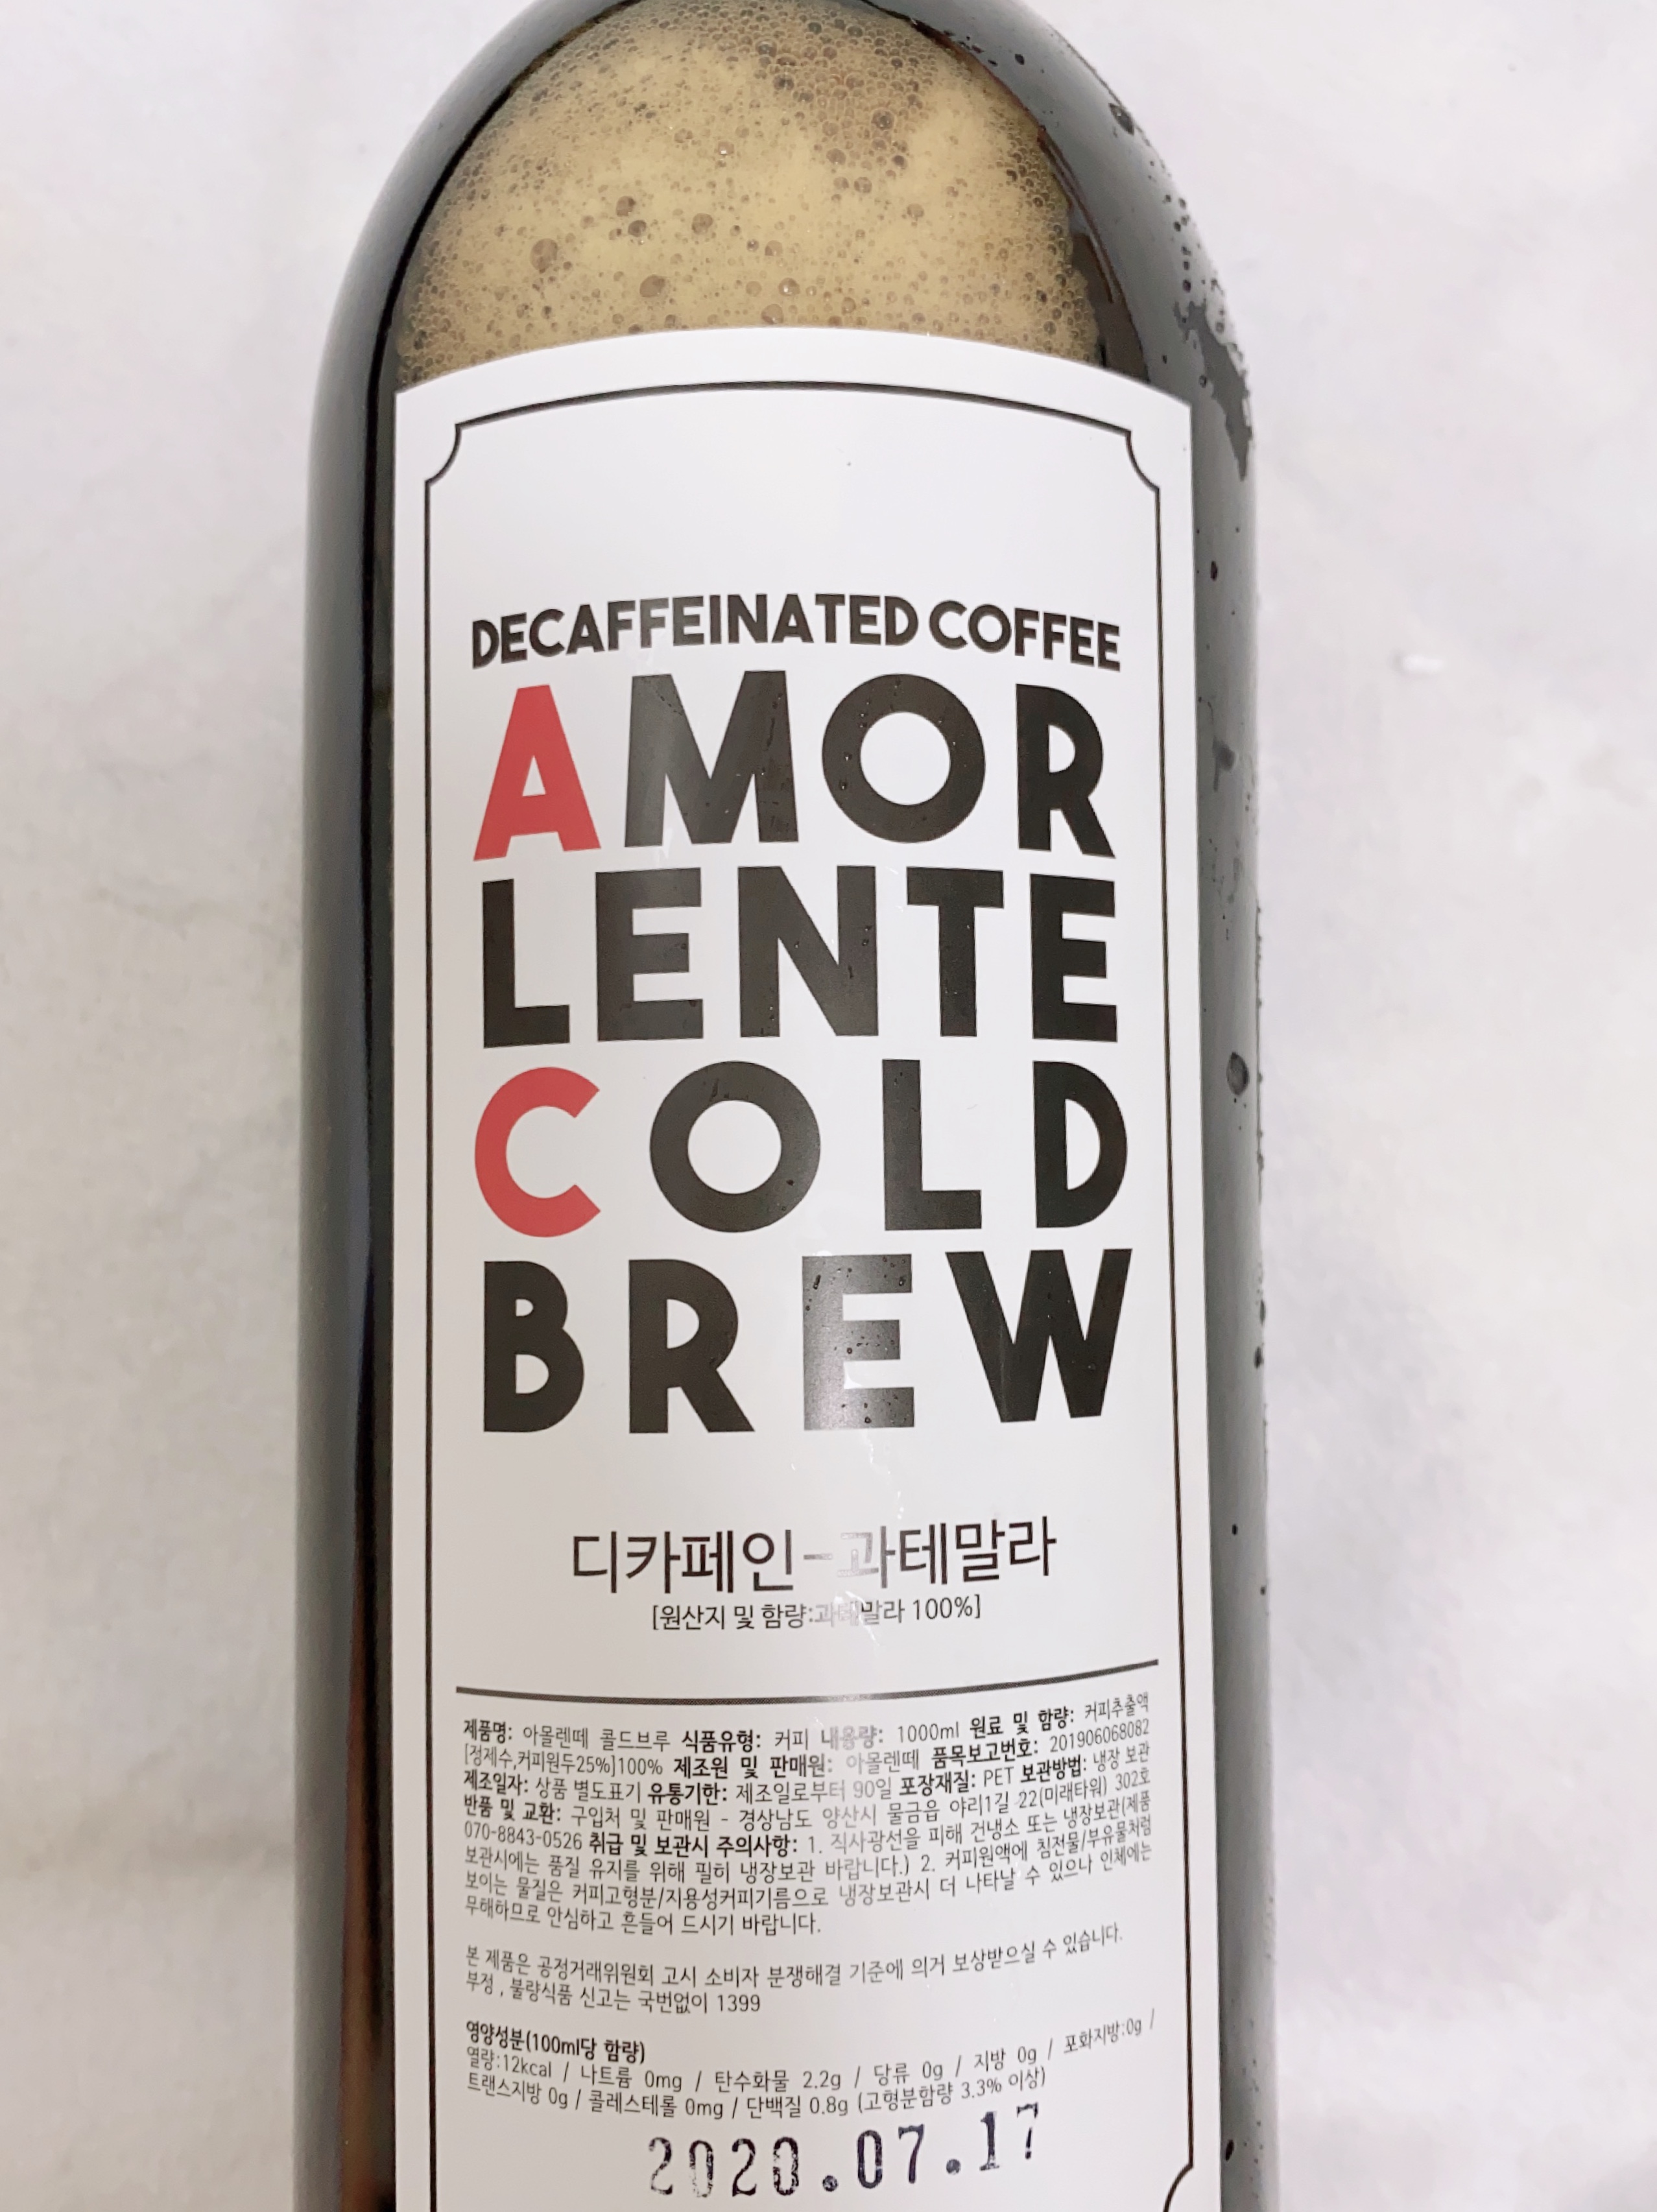 DECAFFEINATED COFFEE
AMOR
LENTE
COLD
BREW
디카페인-과테말라
[원산지 및 함량:과테말라 100%]
제품명: 아몰렌떼 콜드브루 식품유형: 커피 내용량: 1000ml 원료 및 함량: 커피추출액
[정제수,커피원두25%]100% 제조원 및 판매원: 아몰렌떼 품목보고번호: 201906068082
제조일자: 상품 별도표기 유통기한: 제조일로부터 90일 포장재질: PET 보관방법: 냉장 보관
반품 및 교환: 구입처 및 판매원 - 경상남도 양산시 물금읍 야리1길 22(미래타워) 302호
070-8843-0526 취급 및 보관시 주의사항: 1. 직사광선을 피해 건냉소 또는 냉장보관(제품
보관시에는 품질 유지를 위해 필히 냉장보관 바랍니다.) 2. 커피원액에 침전물/부유물처럼
보이는 물질은 커피고형분/지용성커피기름으로 냉장보관시 더 나타날 수 있으나 인체에는
무해하므로 안심하고 흔들어 드시기 바랍니다.
본 제품은 공정거래위원회 고시 소비자 분쟁해결 기준에 의거 보상받으실 수 있습니다.
부정 , 불량식품 신고는 국번없이 1399
영양성분(100ml당 함량)
열량:12kcal / 나트륨 0mg / 탄수화물 2.2g / 당류 0g / 지방 0g / 포화지방:0g /
트랜스지방 0g / 콜레스테롤 0mg / 단백질 0.8g (고형분함량 3.3% 이상)
2020.07.17